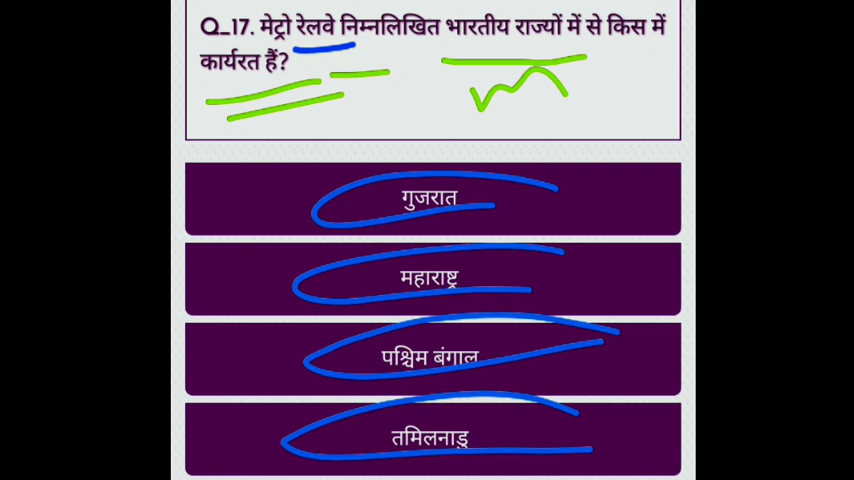 Q_17. मेट्रो रेलवे निम्नलिखित भारतीय राज्यों में से किस में
कार्यरत हैं?
गुजरात
महाराष्ट्र
पश्चिम बंगाल
तमिलनाडु